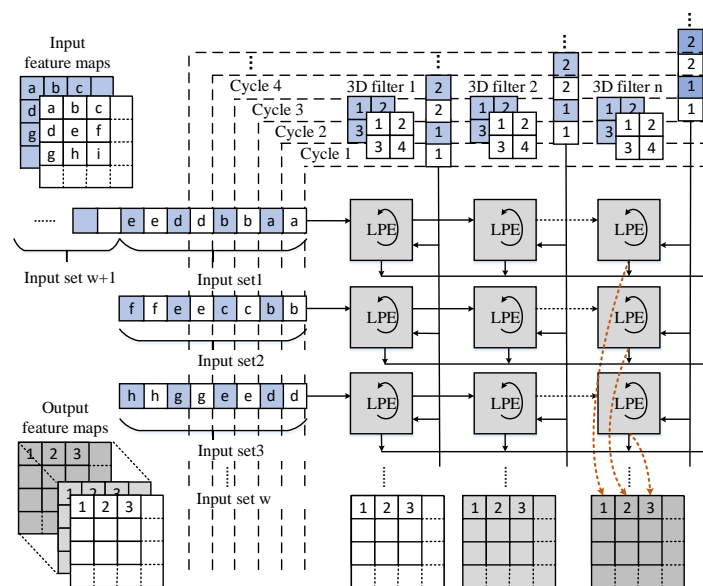 Input
feature maps
a b c
d
g
a b c
d e f
g h i
Cycle 4
Cycle 3
Cycle 2
Cycle 1
3D filter 1
1 2
3
1 2
3 4
2
2
1
1
3D filter 2
1 2
3
1 2
3 4
2
2
1
1
3D filter n
1 2
3
1 2
3 4
2
2
1
1
...... e e d d b b a a
Input set w+1
Input set1
LPE LPE LPE
f f e e c c b b
Input set2
LPE LPE LPE
h h g g e e d d
Input set3
LPE LPE LPE
Input set w
Output
feature maps
1 2 3
1 2 3
1 2 3
1 2 3
1 2 3
1 2 3